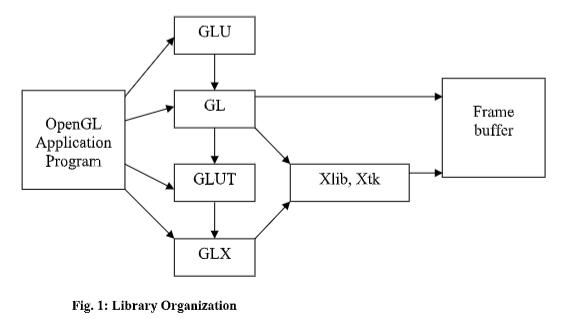 GLU
GL
OpenGL
Application
Program
GLUT
GLX
Xlib, Xtk
Frame
buffer
Fig. 1: Library Organization